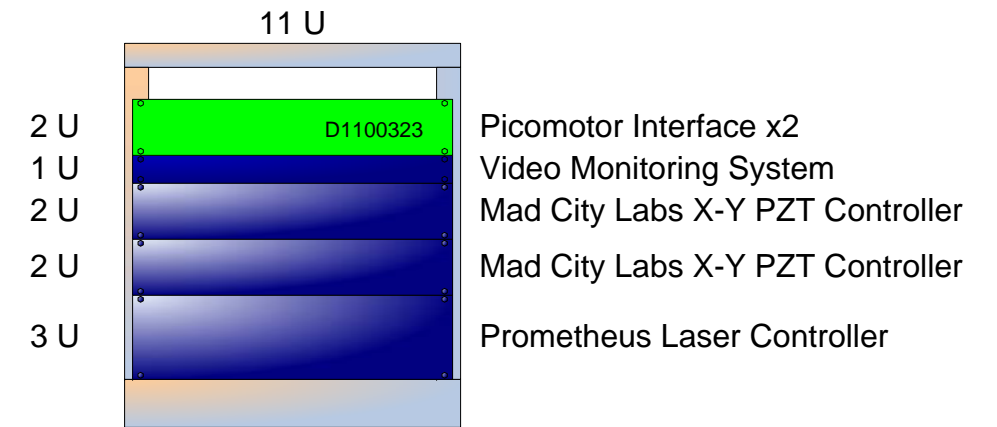 11 U
2 U D1100323 Picomotor Interface x2
1 U Video Monitoring System
2 U Mad City Labs X-Y PZT Controller
2 U Mad City Labs X-Y PZT Controller
3 U Prometheus Laser Controller